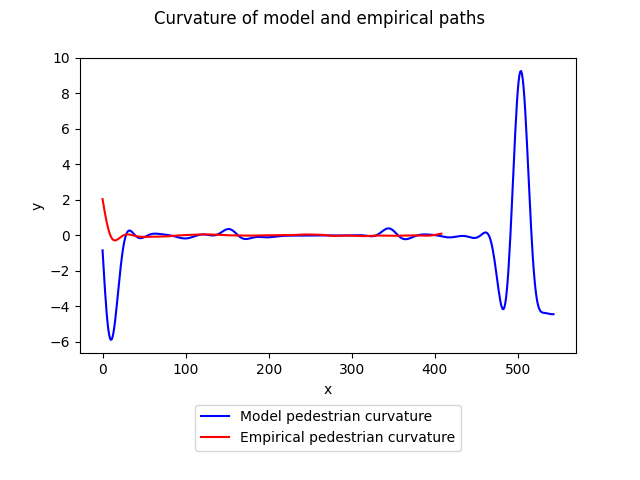 Curvature of model and empirical paths
10
8
6
4
2
0
−2
−4
−6
y
0 100 200 300 400 500
x
Model pedestrian curvature
Empirical pedestrian curvature